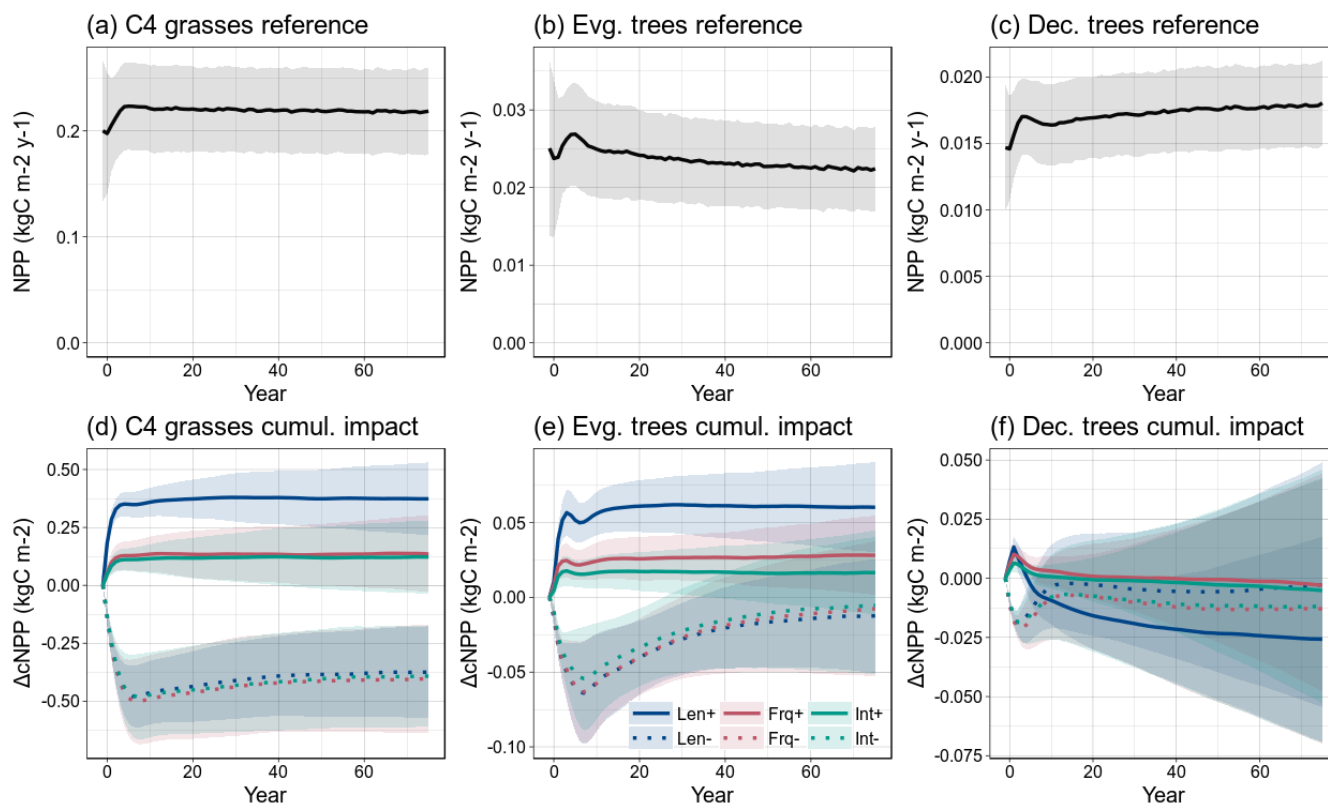 (a) C4 grasses reference
NPP (kgC m-2 y-1)
0.2
0.1
0.0
0 20 40 60
Year
(b) Evg. trees reference
NPP (kgC m-2 y-1)
0.03
0.02
0.01
0.00
0 20 40 60
Year
(c) Dec. trees reference
NPP (kgC m-2 y-1)
0.020
0.015
0.010
0.005
0.000
0 20 40 60
Year
(d) C4 grasses cumul. impact
ΔcNPP (kgC m-2)
0.50
0.25
0.00
-0.25
-0.50
0 20 40 60
Year
(e) Evg. trees cumul. impact
ΔcNPP (kgC m-2)
0.05
0.00
-0.05
-0.10
Len+ Frq+ Int+
Len- Frq- Int-
0 20 40 60
Year
(f) Dec. trees cumul. impact
ΔcNPP (kgC m-2)
0.050
0.025
0.000
-0.025
-0.050
-0.075
0 20 40 60
Year